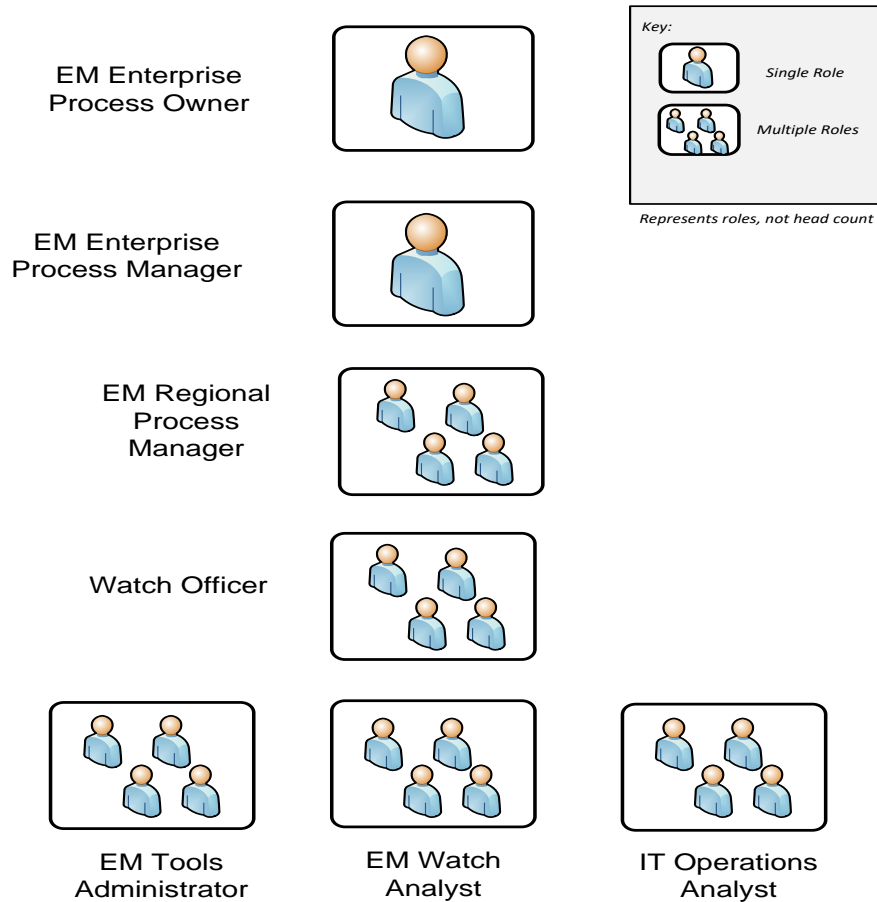 EM Enterprise
Process Owner
Key:
Single Role
Multiple Roles
Represents roles, not head count
EM Enterprise
Process Manager
EM Regional
Process
Manager
Watch Officer
EM Tools
Administrator
EM Watch
Analyst
IT Operations
Analyst